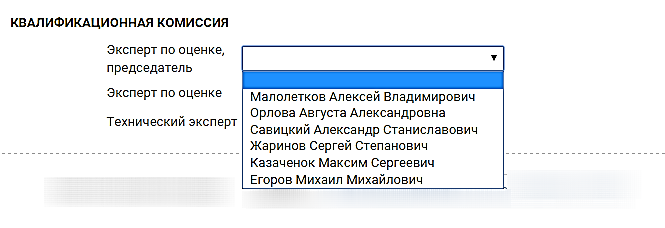 КВАЛИФИКАЦИОННАЯ КОМИССИЯ
Эксперт по оценке,
председатель
Эксперт по оценке
Технический эксперт
Малолетков Алексей Владимирович
Орлова Августа Александровна
Савицкий Александр Станиславович
Жаринов Сергей Степанович
Казаченок Максим Сергеевич
Егоров Михаил Михайлович